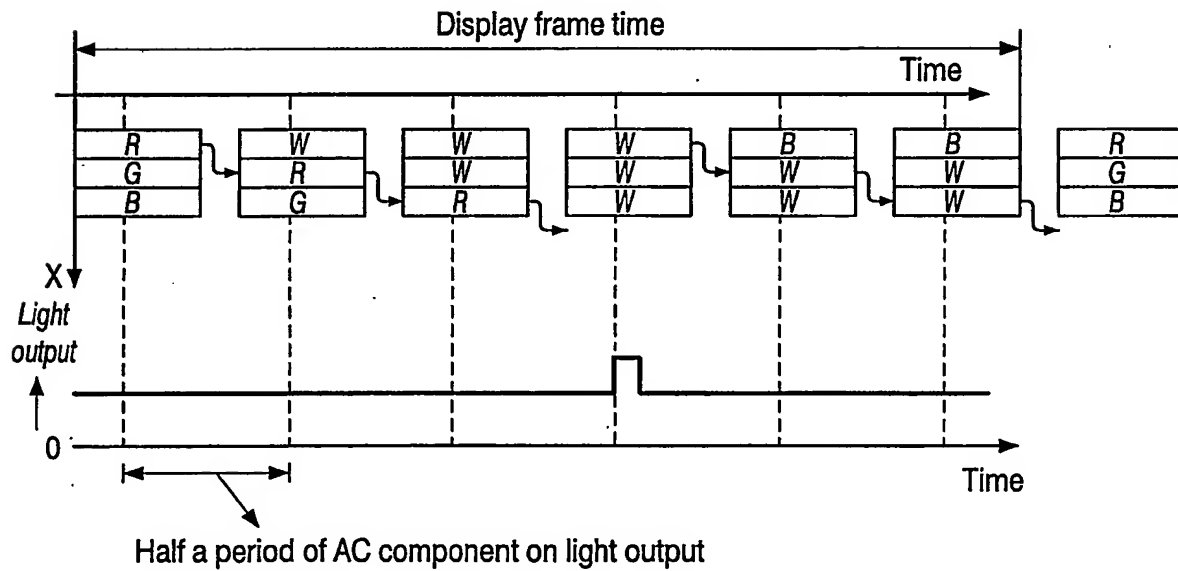 Display frame time
Time
R W W W B B R
G R W W W W G
B G R W W W B
X
Light
output
0
Time
Half a period of AC component on light output